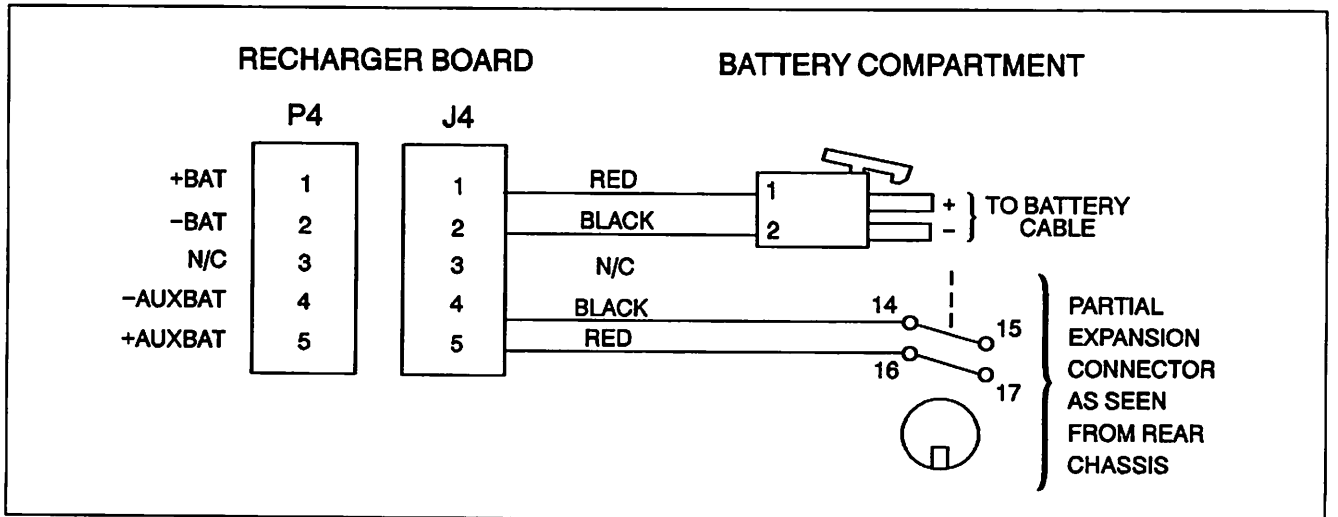 RECHARGER BOARD
BATTERY COMPARTMENT
P4
J4
+BAT 1 1 RED 1 +
-BAT 2 2 BLACK 2 -
TO BATTERY
CABLE
N/C 3 3 N/C
-AUXBAT 4 4 BLACK 14 15
+AUXBAT 5 5 RED 16 17
PARTIAL
EXPANSION
CONNECTOR
AS SEEN
FROM REAR
CHASSIS